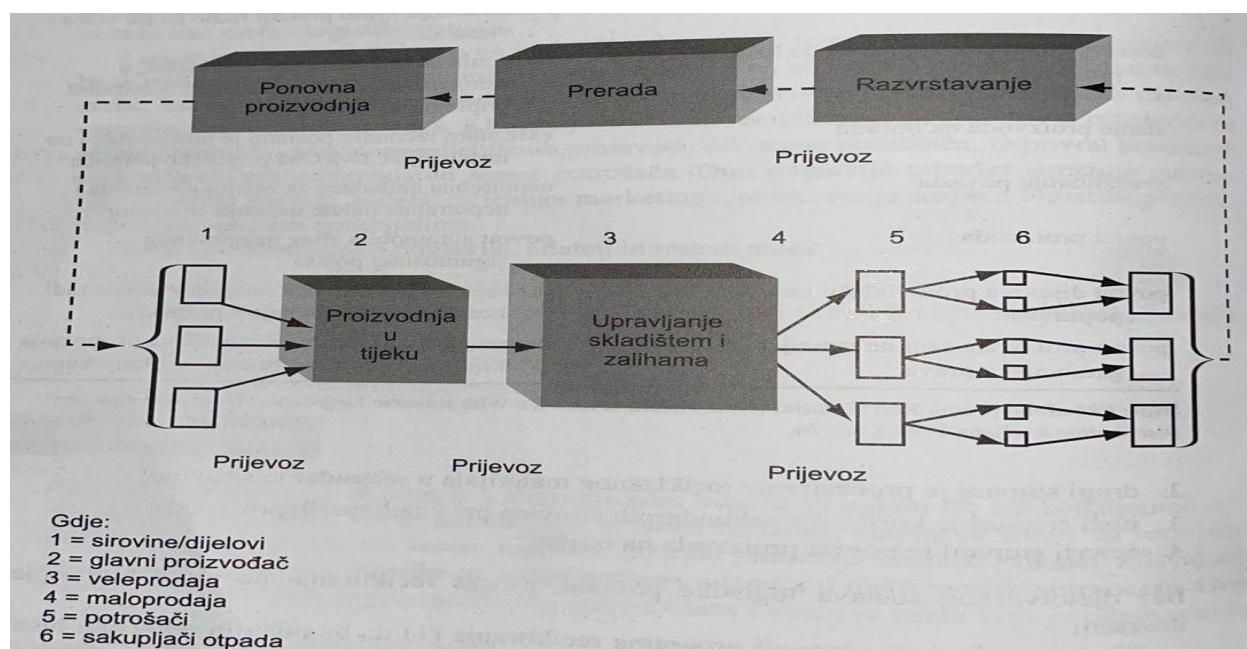 Ponovna
proizvodnja
Prerada
Razvrstavanje
Prijevoz
Prijevoz
1
2
3
4
5
6
Proizvodnja
u
tijeku
Upravljanje
skladištem i
zalihama
Prijevoz
Prijevoz
Prijevoz
Gdje:
1 = sirovine/dijelovi
2 = glavni proizvođač
3 = veleprodaja
4 = maloprodaja
5 = potrošači
6 = sakupljači otpada